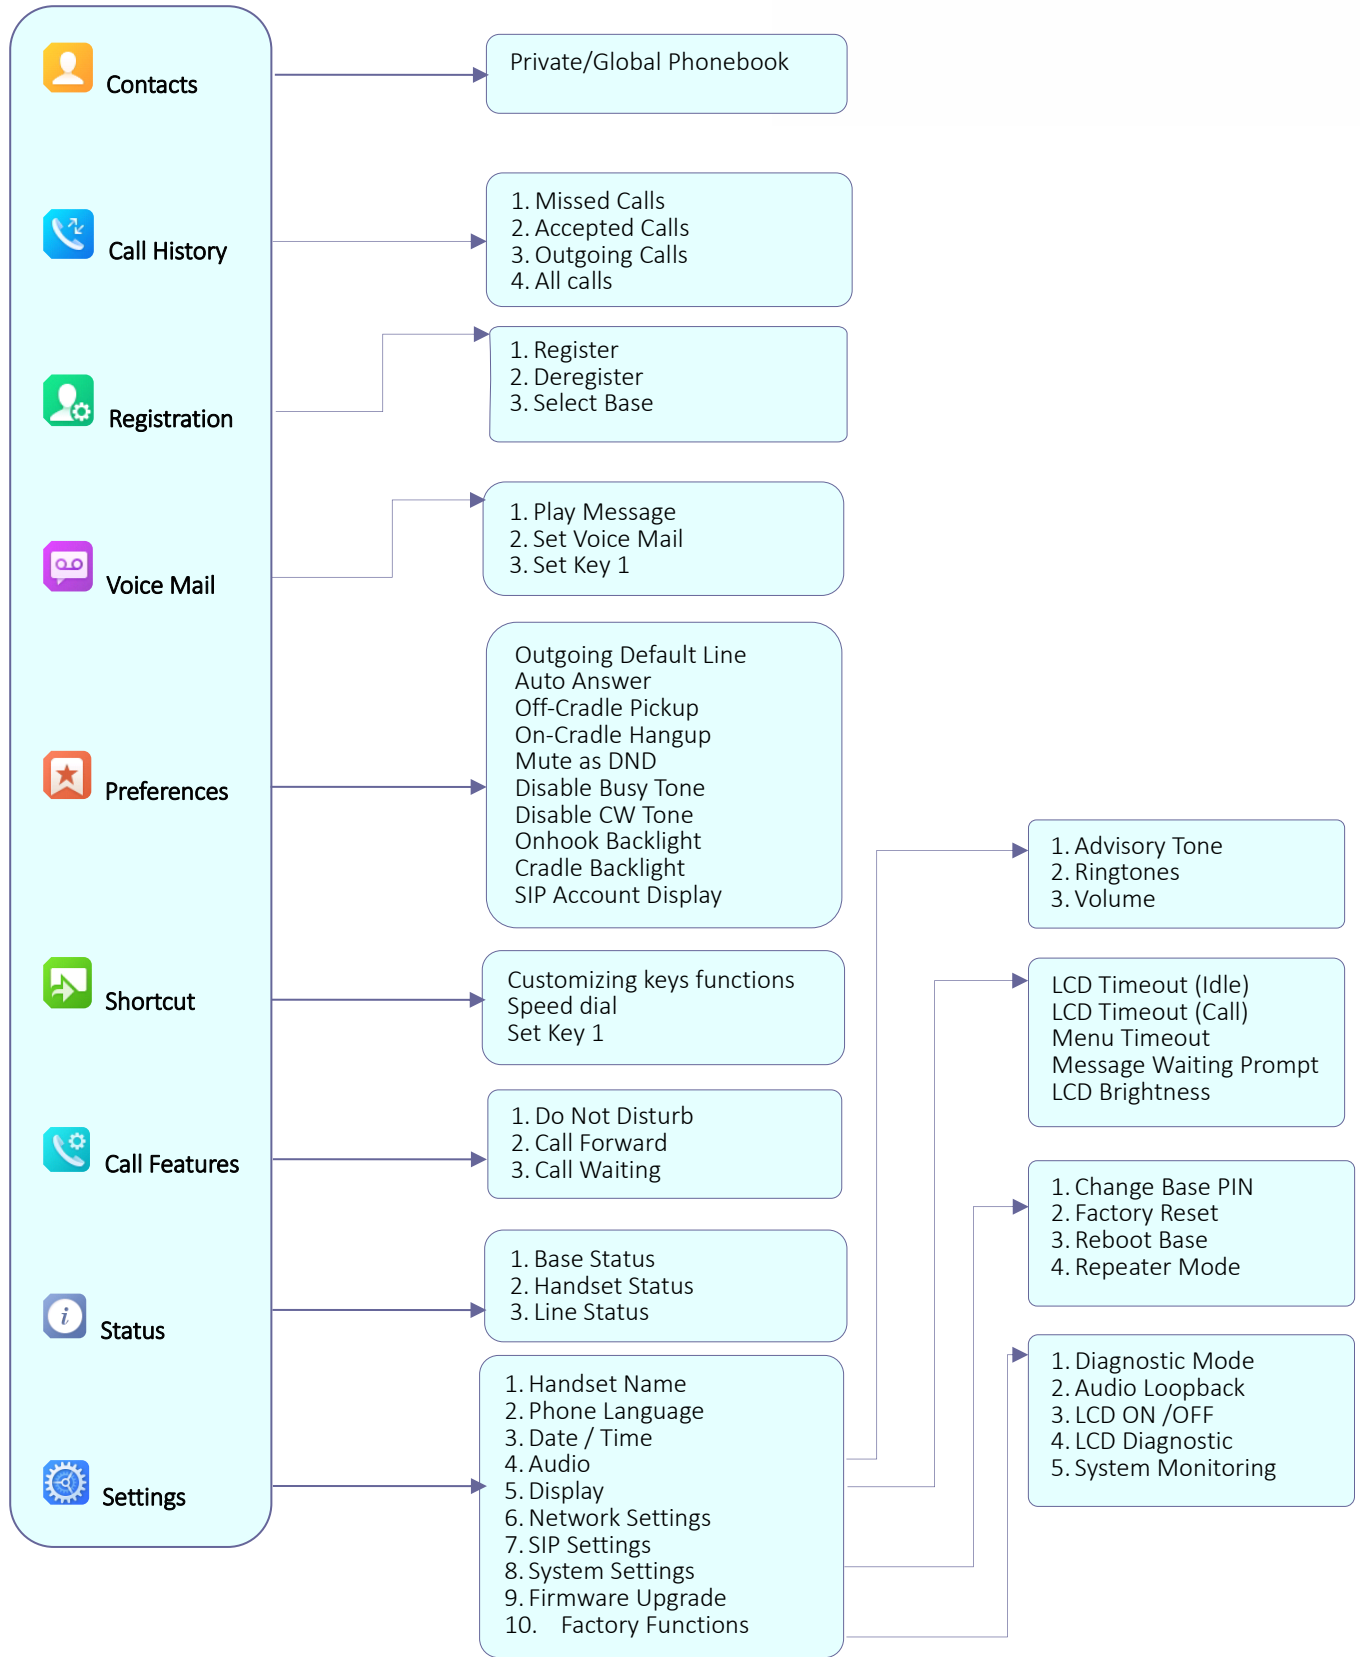 Contacts
Private/Global Phonebook
Call History
1. Missed Calls
2. Accepted Calls
3. Outgoing Calls
4. All calls
Registration
1. Register
2. Deregister
3. Select Base
Voice Mail
1. Play Message
2. Set Voice Mail
3. Set Key 1
Preferences
Outgoing Default Line
Auto Answer
Off-Cradle Pickup
On-Cradle Hangup
Mute as DND
Disable Busy Tone
Disable CW Tone
Onhook Backlight
Cradle Backlight
SIP Account Display
Shortcut
Customizing keys functions
Speed dial
Set Key 1
Call Features
1. Do Not Disturb
2. Call Forward
3. Call Waiting
Status
1. Base Status
2. Handset Status
3. Line Status
Settings
1. Handset Name
2. Phone Language
3. Date / Time
4. Audio
5. Display
6. Network Settings
7. SIP Settings
8. System Settings
9. Firmware Upgrade
10. Factory Functions
1. Advisory Tone
2. Ringtones
3. Volume
LCD Timeout (Idle)
LCD Timeout (Call)
Menu Timeout
Message Waiting Prompt
LCD Brightness
1. Change Base PIN
2. Factory Reset
3. Reboot Base
4. Repeater Mode
1. Diagnostic Mode
2. Audio Loopback
3. LCD ON /OFF
4. LCD Diagnostic
5. System Monitoring